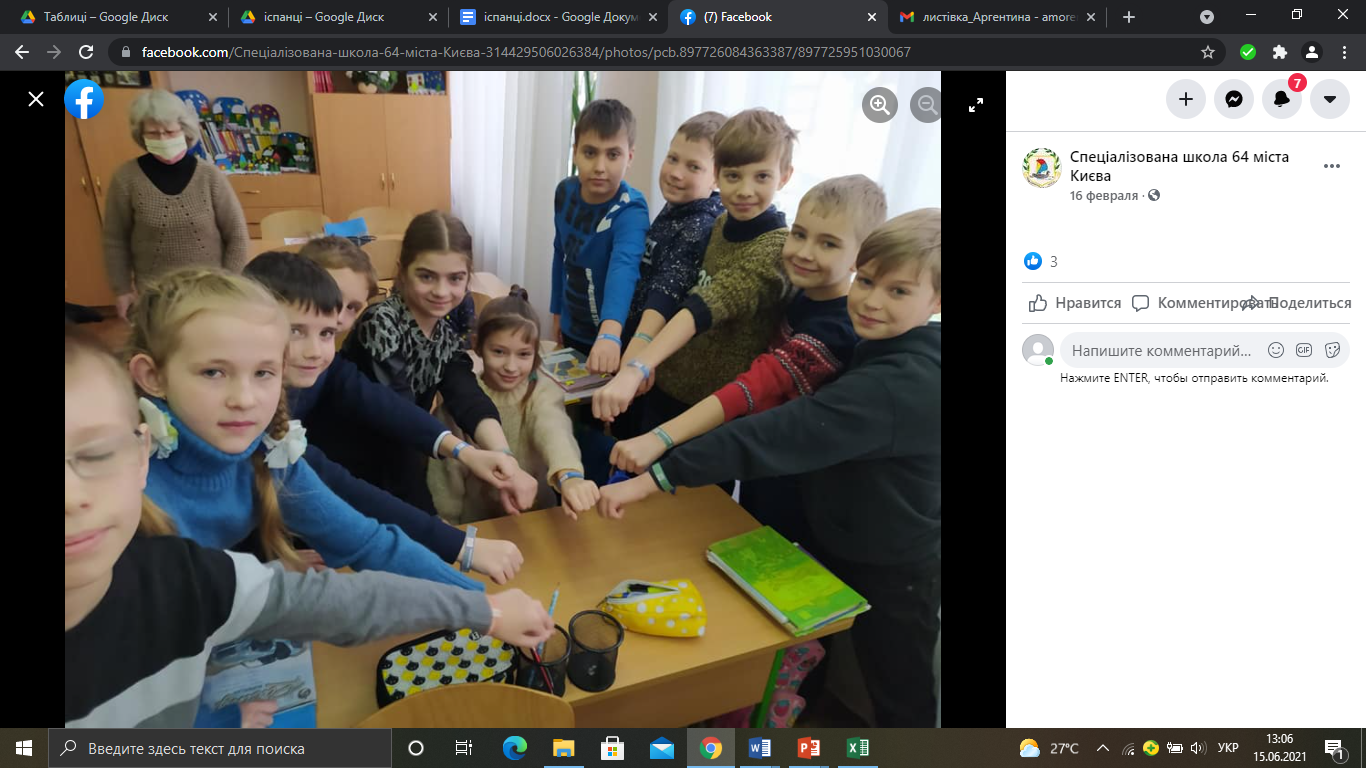 Таблиці – Google Диск
іспанці – Google Диск
іспанці.docx - Google Докум
(7) Facebook
листівка_Аргентина - amore
facebook.com/Спеціалізована-школа-64-міста-Києва-314429506026384/photos/pcb.897726084363387/897725951030067
7
Спеціалізована школа 64 міста
Києва
16 февраля ·
3
Нравится
Комментировать
Поделиться
Напишите комментарий...
GIF
Нажмите ENTER, чтобы отправить комментарий.
Введите здесь текст для поиска
27°C
УКР
13:06
15.06.2021
1